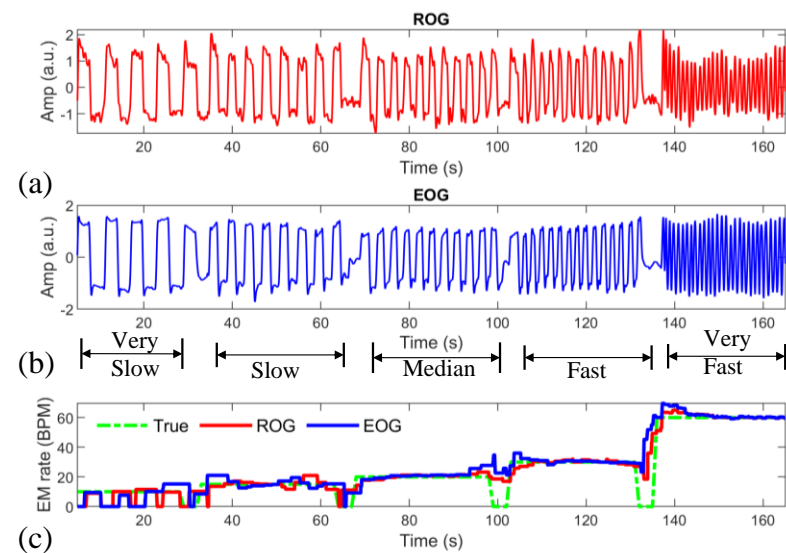 ROG
Amp (a.u.)
2
1
0
-1
20 40 60 80 100 120 140 160
Time (s)
(a)
EOG
Amp (a.u.)
2
0
-2
20 40 60 80 100 120 140 160
Time (s)
(b)
Very Slow
Slow
Median
Fast
Very Fast
EM rate (BPM)
60
40
20
0
True ROG EOG
20 40 60 80 100 120 140 160
Time (s)
(c)